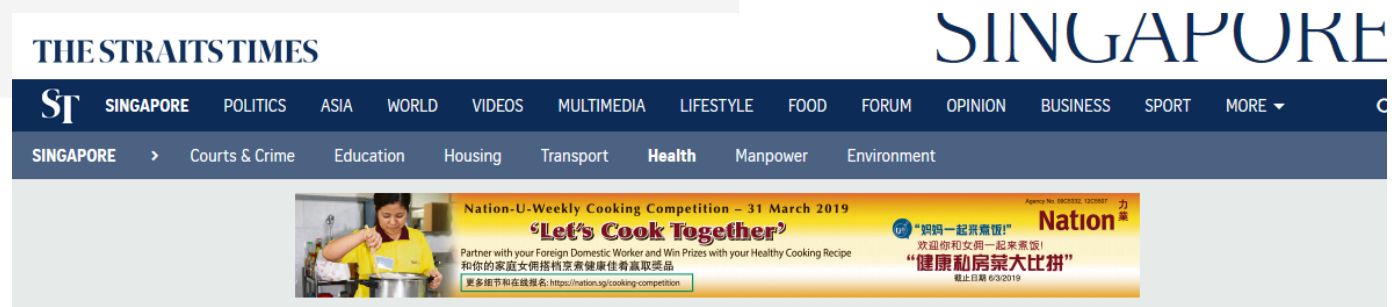 THE STRAITS TIMES
SINGAPORE
ST SINGAPORE POLITICS ASIA WORLD VIDEOS MULTIMEDIA LIFESTYLE FOOD FORUM OPINION BUSINESS SPORT MORE
SINGAPORE > Courts & Crime Education Housing Transport Health Manpower Environment
Nation-U-Weekly Cooking Competition – 31 March 2019
‘Let's Cook Together’
Partner with your Foreign Domestic Worker and Win Prizes with your Healthy Cooking Recipe
和你的家庭女佣搭档烹煮健康佳肴赢取奖品
更多细节和在线报名: https://nation.sg/cooking-competition
“妈妈一起来煮饭!”
欢迎你和女佣一起来煮饭!
“健康私房菜大比拼”
截止日期 6/3/2019
Nation 力業